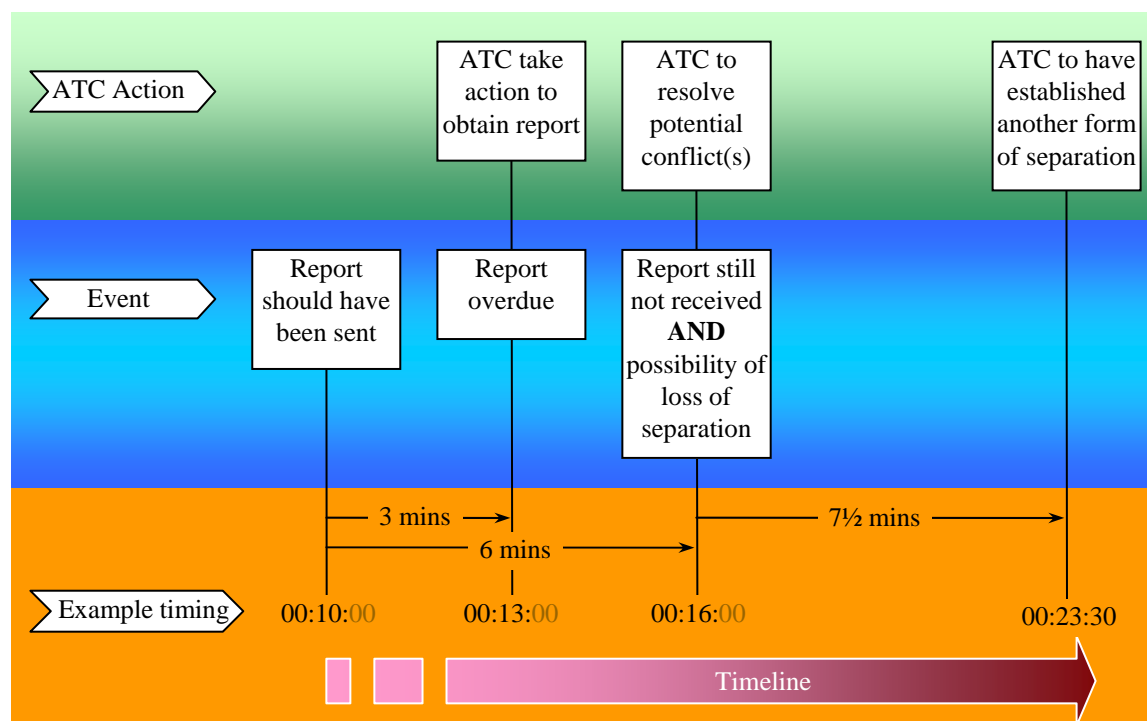 ATC Action
ATC take
action to
obtain report
ATC to
resolve
potential
conflict(s)
ATC to have
established
another form
of separation
Event
Report
should have
been sent
Report
overdue
Report still
not received
AND
possibility of
loss of
separation
3 mins
7½ mins
6 mins
Example timing
00:10:00
00:13:00
00:16:00
00:23:30
Timeline